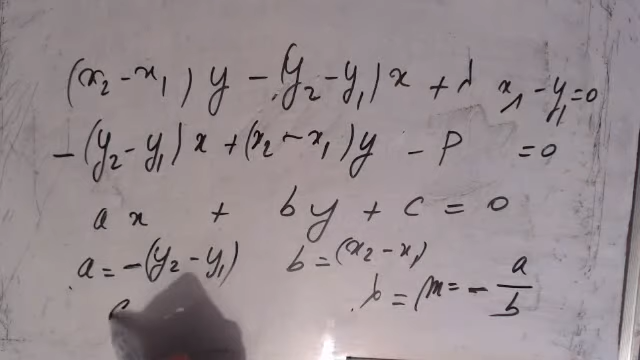 (x₂ - x₁) y - (y₂ - y₁) x + λ x₁ - y₁ = 0
- (y₂ - y₁) x + (x₂ - x₁) y - P = 0
a x + b y + c = 0
a = -(y₂ - y₁) b = (x₂ - x₁)
b = m = - a/b